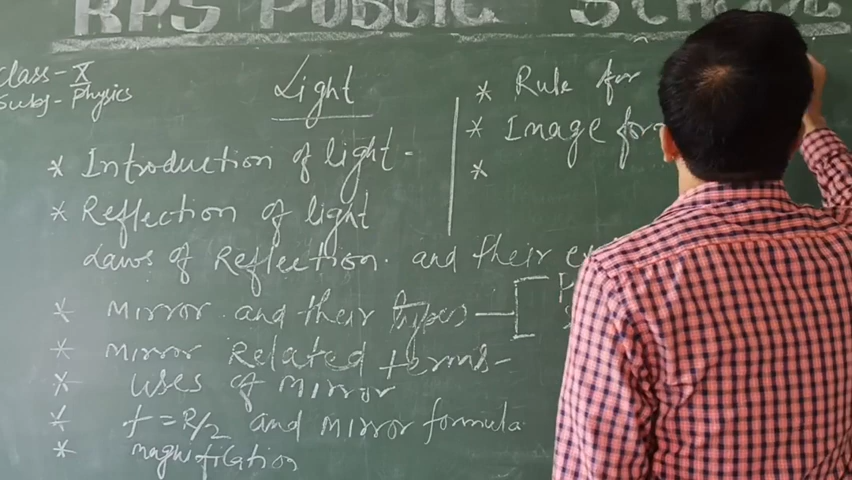 RPS PUBLIC SCHOOL
Class - X
Subj - Physics
Light
* Introduction of light -
* Reflection of light
Laws of Reflection. and their
* Mirror and their types
* Mirror Related terms -
* Uses of Mirror
* f = R/2 and Mirror formula
* magnification
* Rule for
* Image
*